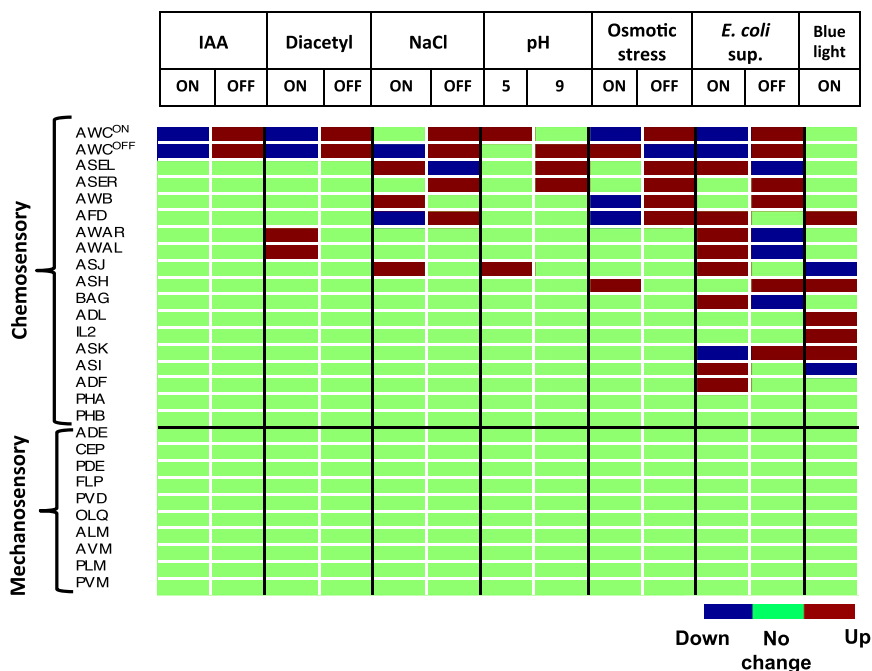 IAA Diacetyl NaCl pH Osmotic stress E. coli sup. Blue light
ON OFF ON OFF ON OFF 5 9 ON OFF ON OFF ON
Chemosensory
AWC^ON
AWC^OFF
ASEL
ASER
AWB
AFD
AWAR
AWAL
ASJ
ASH
BAG
ADL
IL2
ASK
ASI
ADF
PHA
PHB
Mechanosensory
ADE
CEP
PDE
FLP
PVD
OLQ
ALM
AVM
PLM
PVM
Down No change Up